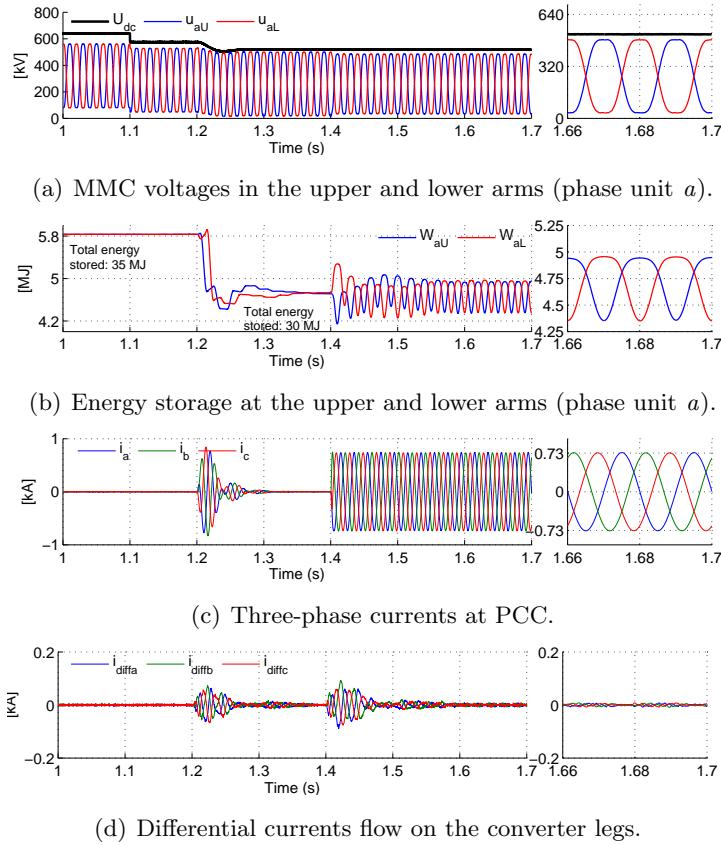 U_dc u_aU u_aL
[kV]
800
600
400
200
0
1 1.1 1.2 1.3 1.4 1.5 1.6 1.7
Time (s)
640
320
0
1.66 1.68 1.7
(a) MMC voltages in the upper and lower arms (phase unit a).
W_aU W_aL
[MJ]
5.8
5
4.2
Total energy
stored: 35 MJ
Total energy
stored: 30 MJ
1 1.1 1.2 1.3 1.4 1.5 1.6 1.7
Time (s)
5.25
5
4.75
4.5
4.25
1.66 1.68 1.7
(b) Energy storage at the upper and lower arms (phase unit a).
i_a i_b i_c
[kA]
1
0
−1
1 1.1 1.2 1.3 1.4 1.5 1.6 1.7
Time (s)
0.73
0
−0.73
1.66 1.68 1.7
(c) Three-phase currents at PCC.
i_diffa i_diffb i_diffc
[kA]
0.2
0
−0.2
1 1.1 1.2 1.3 1.4 1.5 1.6 1.7
Time (s)
0.2
0
−0.2
1.66 1.68 1.7
(d) Differential currents flow on the converter legs.